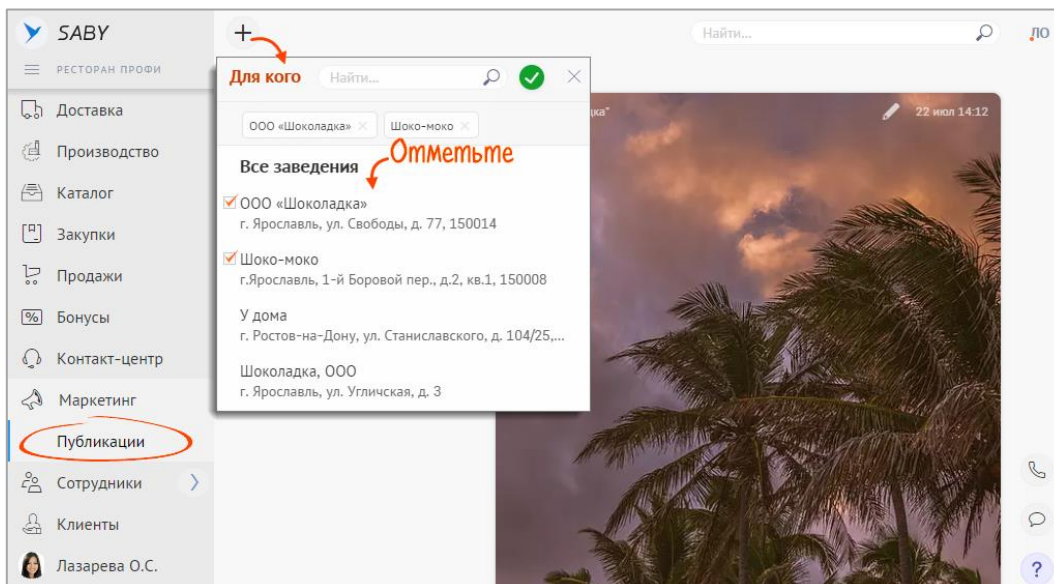 SABY
РЕСТОРАН ПРОФИ
Доставка
Производство
Каталог
Закупки
Продажи
% Бонусы
Контакт-центр
Маркетинг
Публикации
Сотрудники
Клиенты
Лазарева О.С.
+
Найти...
ЛО
Для кого Найти...
ООО «Шоколадка» Шоко-моко
Отметьте
Все заведения
ООО «Шоколадка»
г. Ярославль, ул. Свободы, д. 77, 150014
Шоко-моко
г.Ярославль, 1-й Боровой пер., д.2, кв.1, 150008
У дома
г. Ростов-на-Дону, ул. Станиславского, д. 104/25,...
Шоколадка, ООО
г. Ярославль, ул. Угличская, д. 3
22 июл 14:12
?